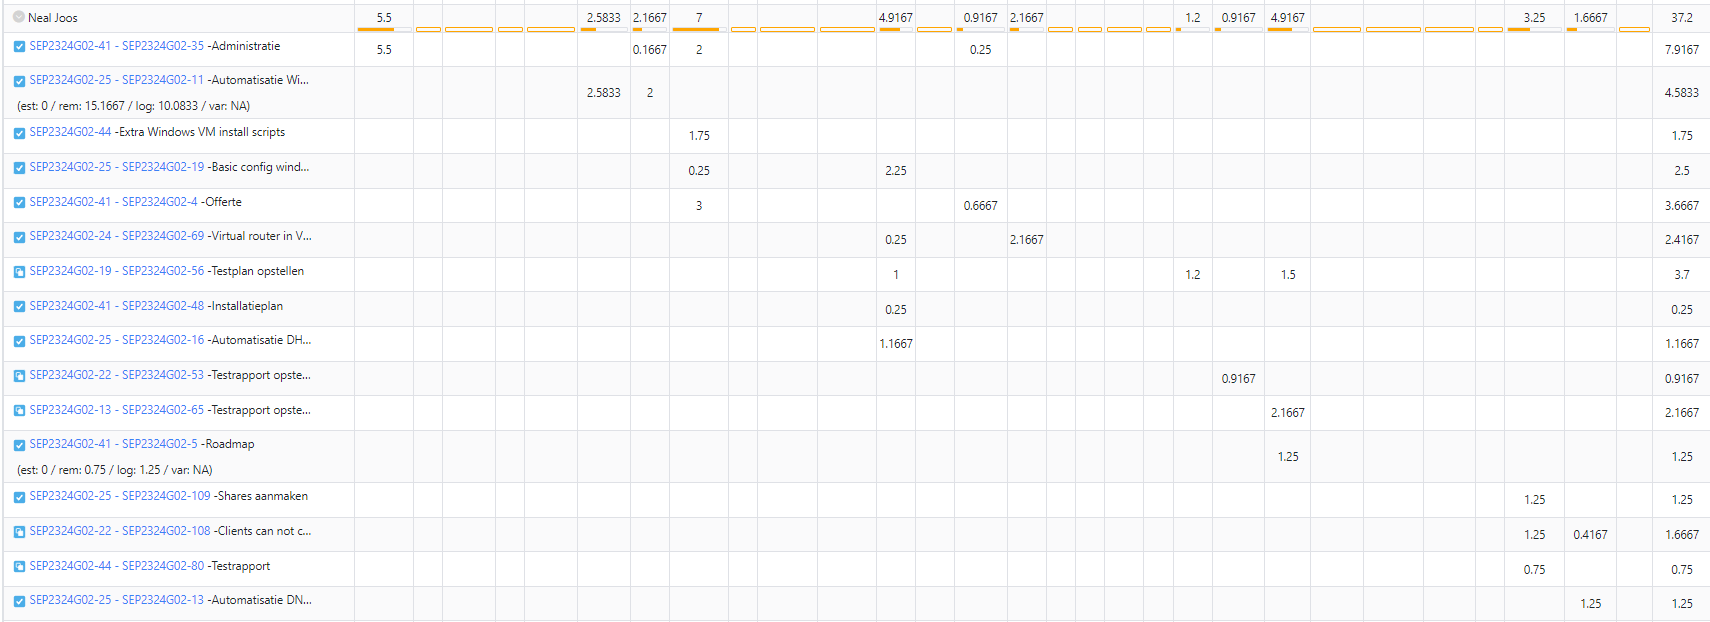 Neal Joos 5.5 2.5833 2.1667 7 4.9167 0.9167 2.1667 1.2 0.9167 4.9167 3.25 1.6667 37.2
SEP2324G02-41 - SEP2324G02-35 -Administratie 5.5 0.1667 2 0.25 7.9167
SEP2324G02-25 - SEP2324G02-11 -Automatisatie Wi...
(est: 0 / rem: 15.1667 / log: 10.0833 / var: NA) 2.5833 2 4.5833
SEP2324G02-44 -Extra Windows VM install scripts 1.75 1.75
SEP2324G02-25 - SEP2324G02-19 -Basic config wind... 0.25 2.25 2.5
SEP2324G02-41 - SEP2324G02-4 -Offerte 3 0.6667 3.6667
SEP2324G02-24 - SEP2324G02-69 -Virtual router in V... 0.25 2.1667 2.4167
SEP2324G02-19 - SEP2324G02-56 -Testplan opstellen 1 1.2 1.5 3.7
SEP2324G02-41 - SEP2324G02-48 -Installatieplan 0.25 0.25
SEP2324G02-25 - SEP2324G02-16 -Automatisatie DH... 1.1667 1.1667
SEP2324G02-22 - SEP2324G02-53 -Testrapport opste... 0.9167 0.9167
SEP2324G02-13 - SEP2324G02-65 -Testrapport opste... 2.1667 2.1667
SEP2324G02-41 - SEP2324G02-5 -Roadmap
(est: 0 / rem: 0.75 / log: 1.25 / var: NA) 1.25 1.25
SEP2324G02-25 - SEP2324G02-109 -Shares aanmaken 1.25 1.25
SEP2324G02-22 - SEP2324G02-108 -Clients can not c... 1.25 0.4167 1.6667
SEP2324G02-44 - SEP2324G02-80 -Testrapport 0.75 0.75
SEP2324G02-25 - SEP2324G02-13 -Automatisatie DN... 1.25 1.25